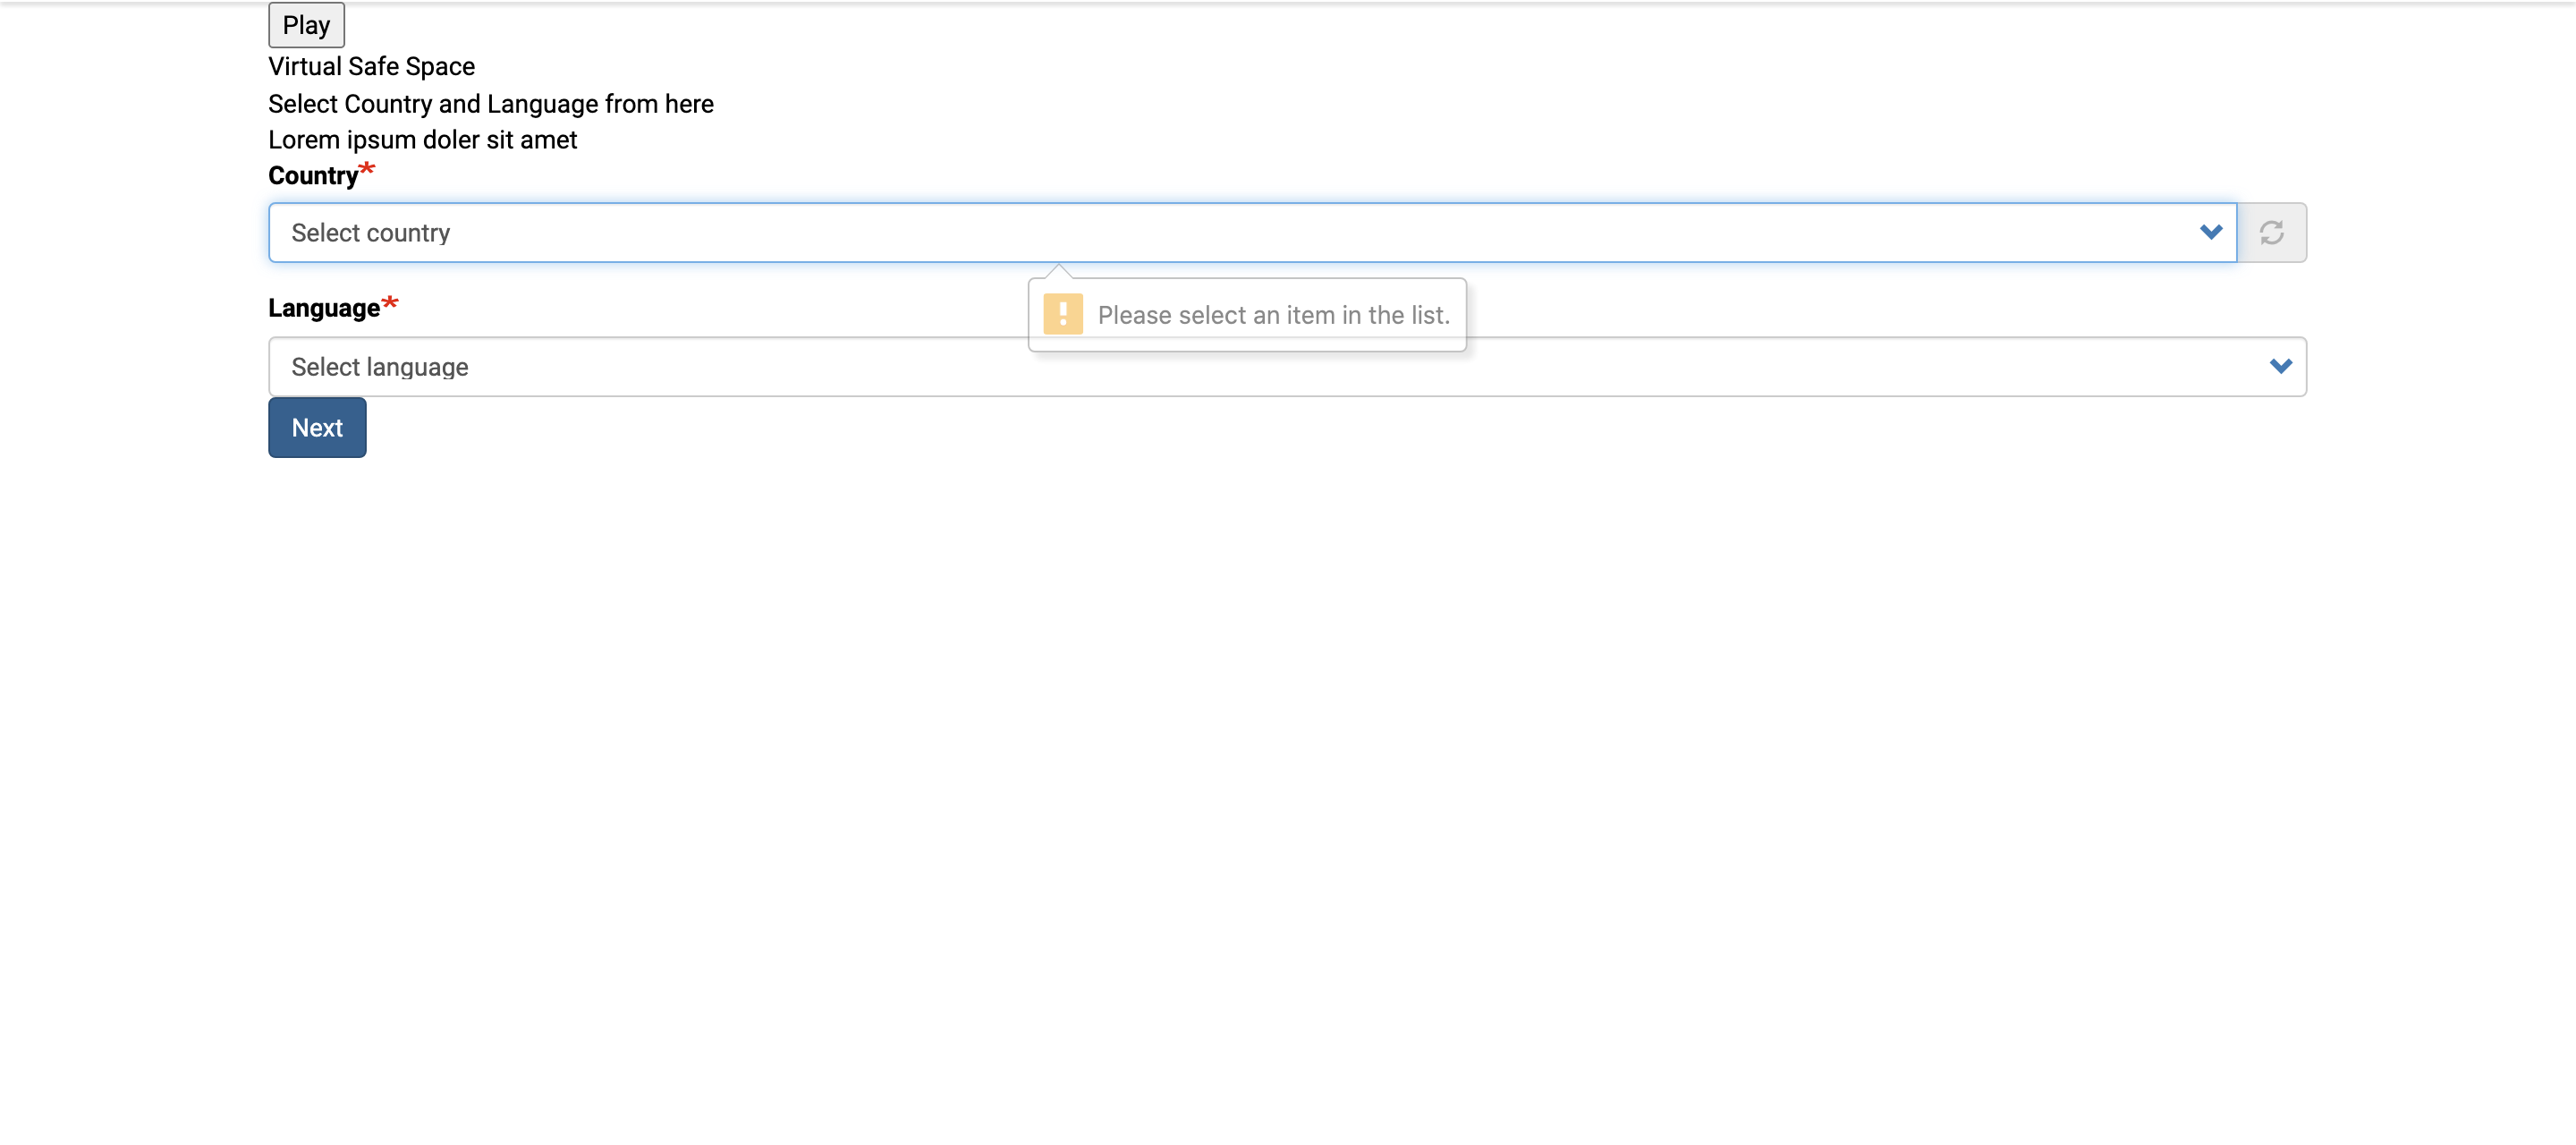 Play
Virtual Safe Space
Select Country and Language from here
Lorem ipsum doler sit amet
Country*
Select country
Please select an item in the list.
Language*
Select language
Next